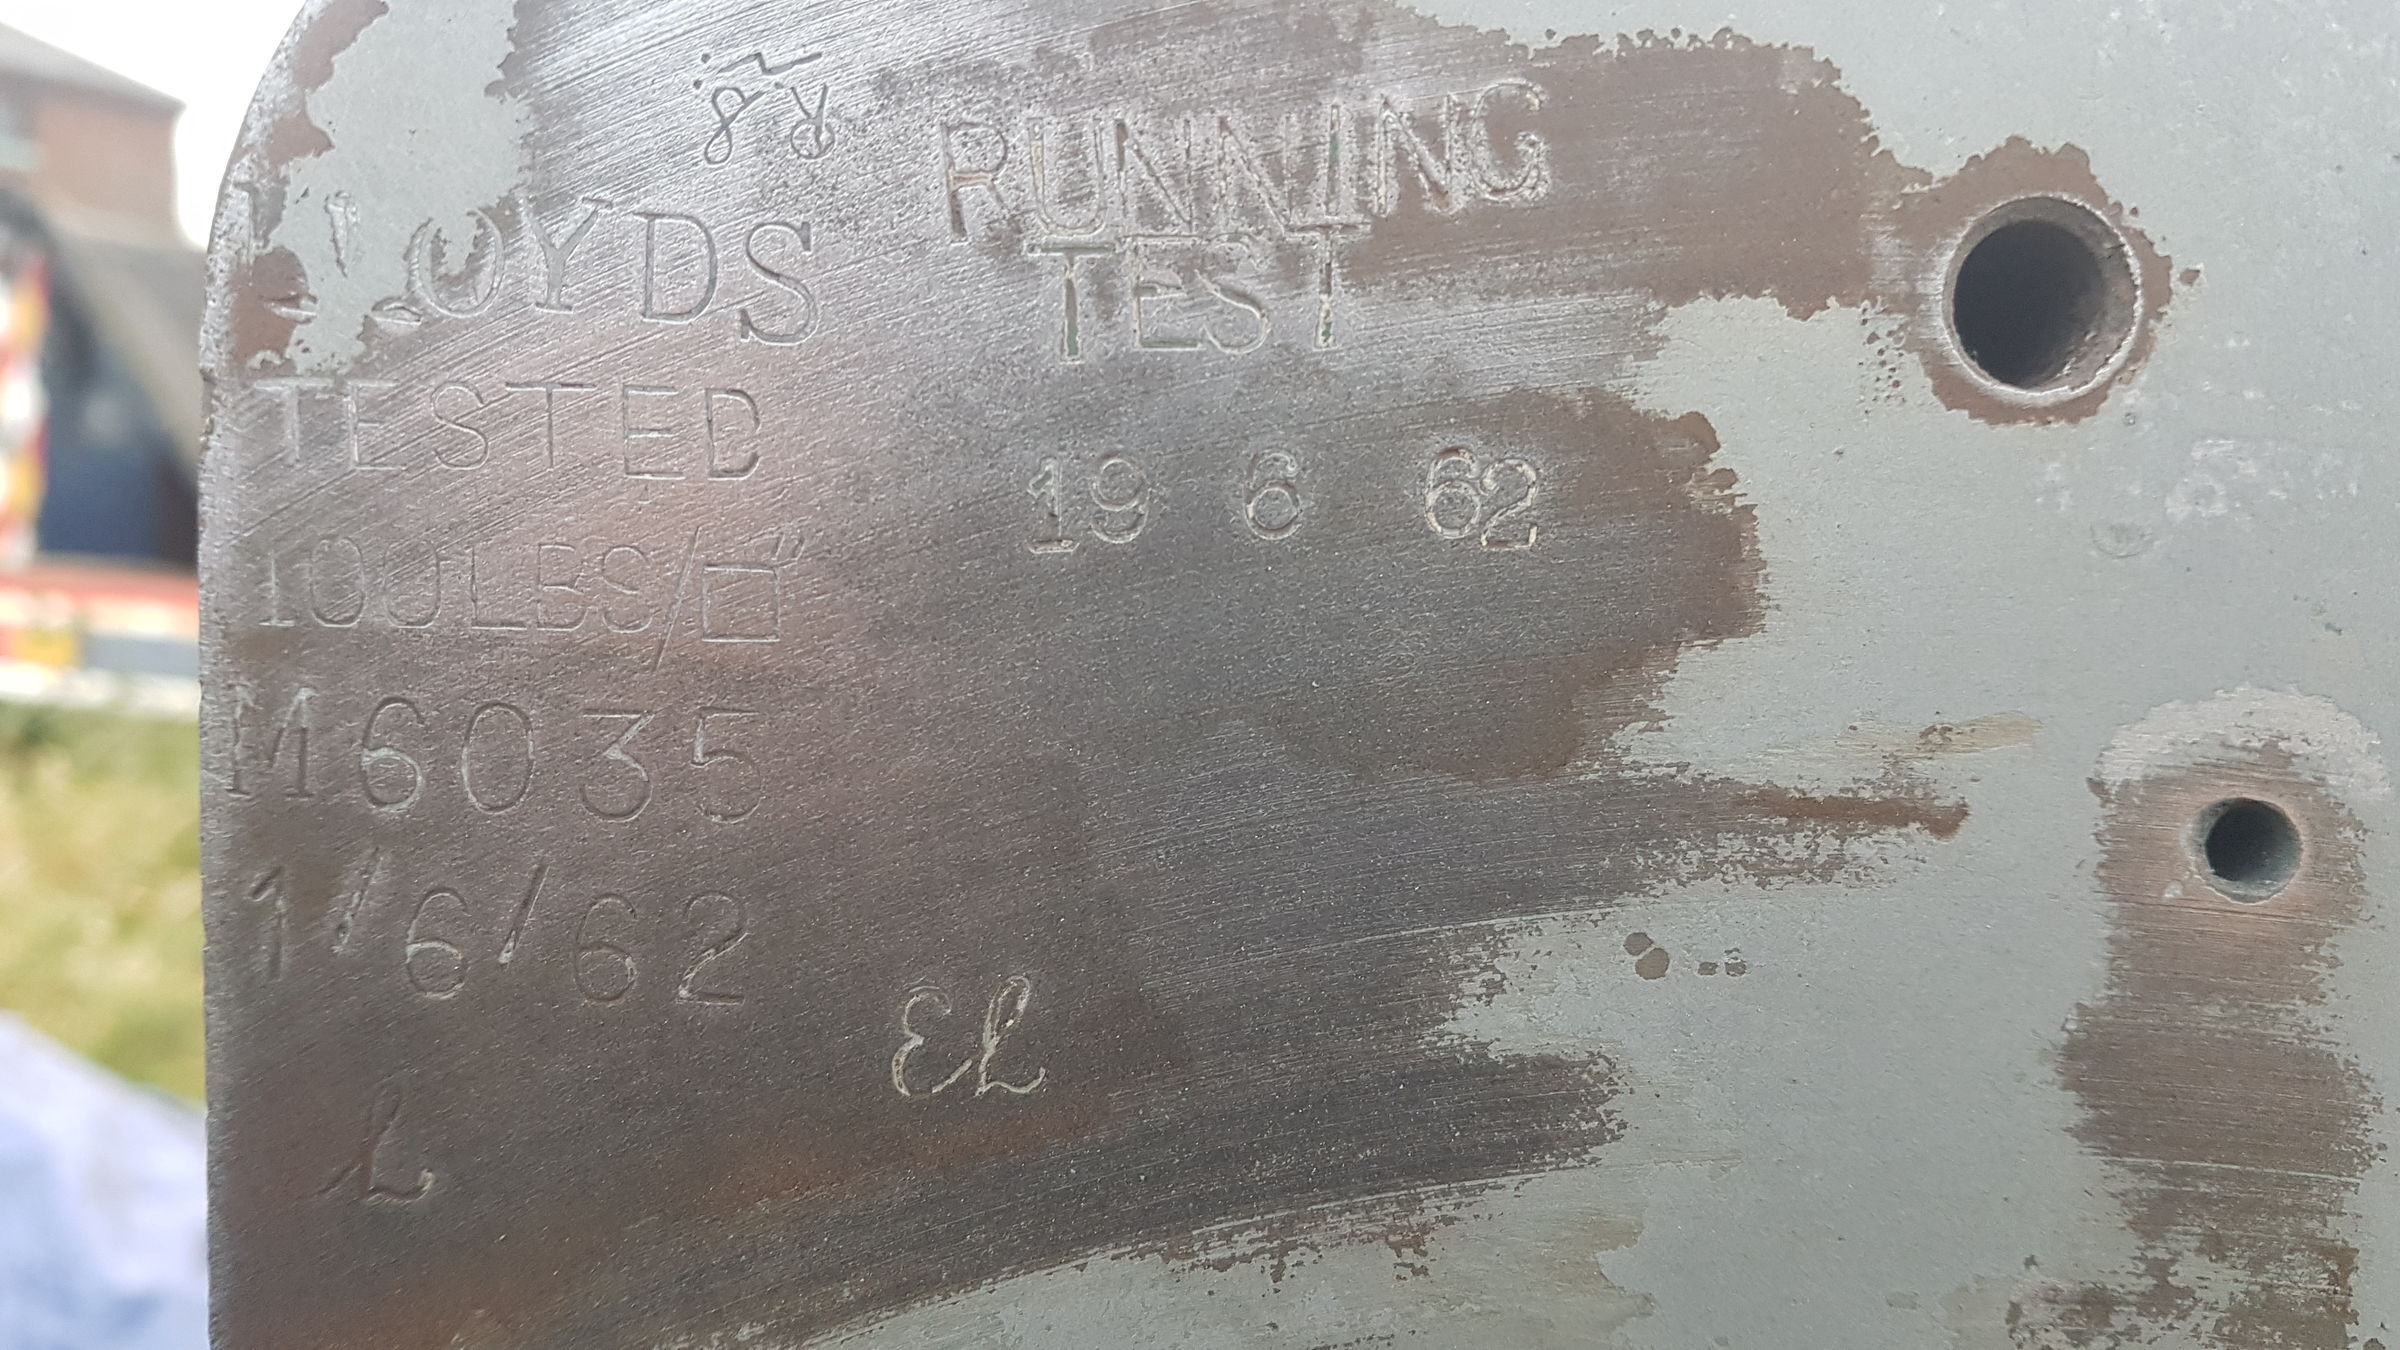 LLOYDS
TESTED
100LBS/□"
M6035
1/6/62
L
RUNNING
TEST
19 6 62
EL